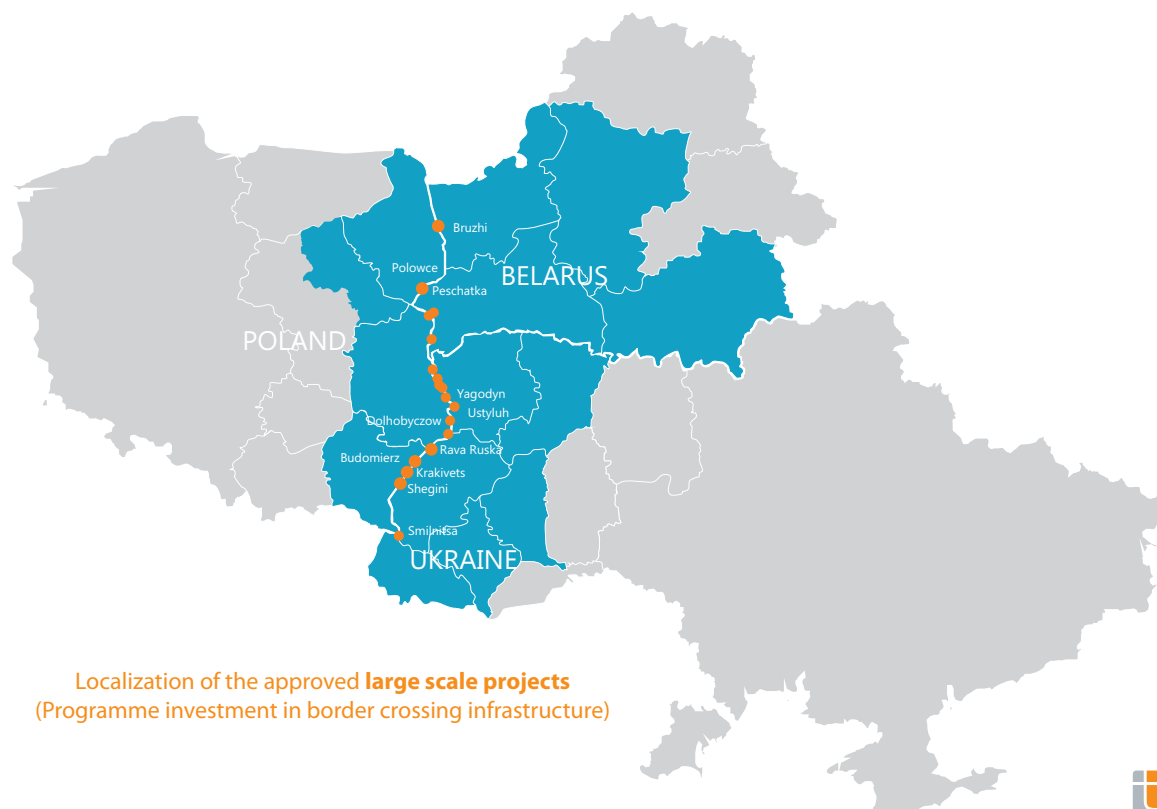 Bruzhi
Polowce
BELARUS
Peschatka
POLAND
Yagodyn
Ustyluh
Dolhobyczow
Rava Ruska
Budomierz
Krakivets
Shegini
Smilnitsa
UKRAINE
Localization of the approved large scale projects
(Programme investment in border crossing infrastructure)